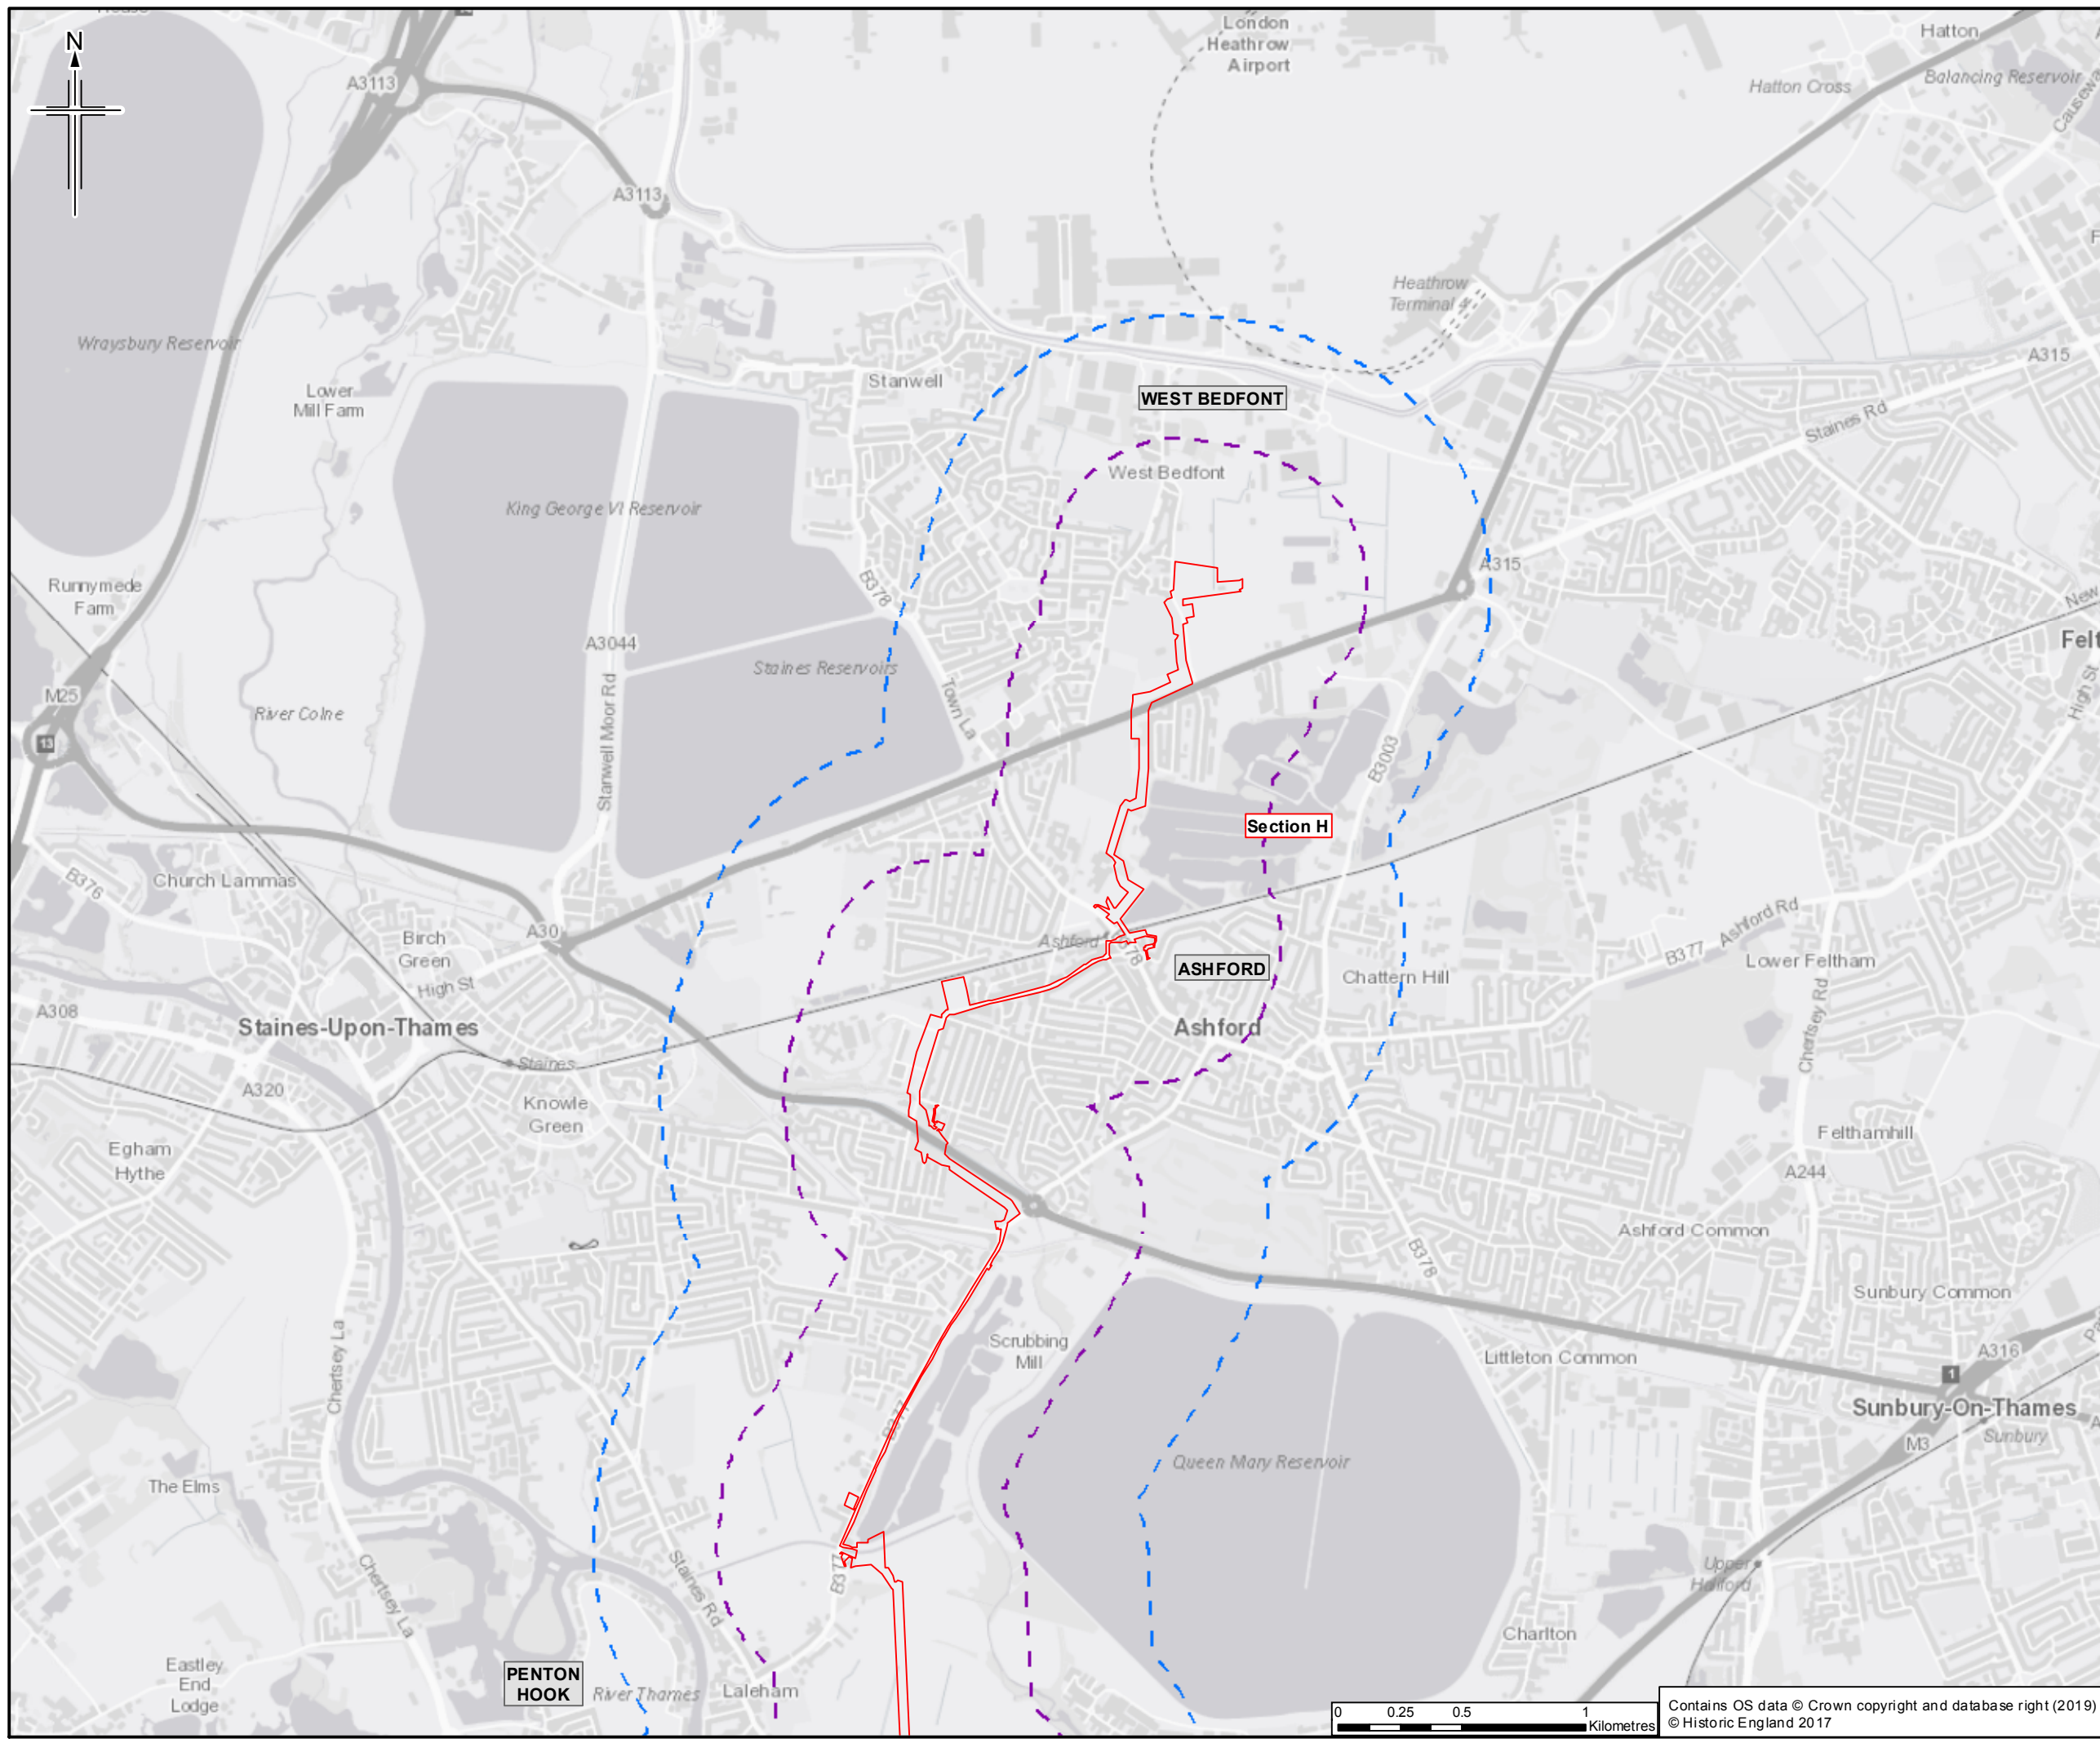 N
London
Heathrow
Airport
Hatton
Hatton Cross
Balancing Reservoir
A3113
A3113
Heathrow
Terminal 4
Wraysbury Reservoir
A315
Lower
Mill Farm
Stanwell
WEST BEDFONT
Staines Rd
West Bedfont
King George VI Reservoir
A315
Runnymede
Farm
B378
A3044
Staines Reservoirs
High St
M25
River Colne
Town La
Stanwell Moor Rd
13
B3003
Section H
B376
Church Lammas
A30
Birch
Green
High St
Ashford
ASHFORD
Chattern Hill
B377
Ashford Rd
Lower Feltham
A308
Staines-Upon-Thames
Ashford
Chertsey Rd
Staines
A320
Knowle
Green
Felthamhill
Egham
Hythe
A244
Ashford Common
B378
Sunbury Common
Scrubbing
Mill
Littleton Common
A316
1
Chertsey La
Sunbury-On-Thames
Sunbury
M3
Queen Mary Reservoir
The Elms
B377
Staines Rd
Chertsey La
Upper
Halliford
Charlton
Eastley
End
Lodge
PENTON
HOOK
River Thames
Laleham
0 0.25 0.5 1
Kilometres
Contains OS data © Crown copyright and database right (2019)
© Historic England 2017